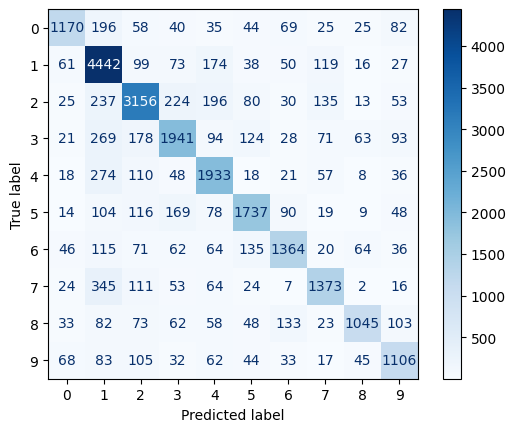 0 1170 196 58 40 35 44 69 25 25 82
1 61 4442 99 73 174 38 50 119 16 27
2 25 237 3156 224 196 80 30 135 13 53
3 21 269 178 1941 94 124 28 71 63 93
4 18 274 110 48 1933 18 21 57 8 36
5 14 104 116 169 78 1737 90 19 9 48
6 46 115 71 62 64 135 1364 20 64 36
7 24 345 111 53 64 24 7 1373 2 16
8 33 82 73 62 58 48 133 23 1045 103
9 68 83 105 32 62 44 33 17 45 1106
0 1 2 3 4 5 6 7 8 9
Predicted label
True label
4000
3500
3000
2500
2000
1500
1000
500